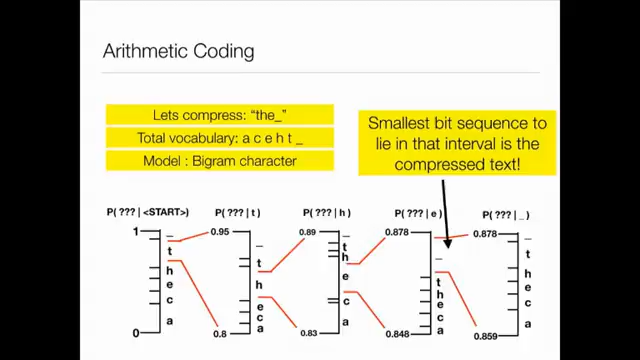 Arithmetic Coding
Lets compress: "the_"
Total vocabulary: a c e h t _
Model : Bigram character
Smallest bit sequence to
lie in that interval is the
compressed text!
P( ??? | <START>) P( ??? | t ) P( ??? | h ) P( ??? | e ) P( ??? | _ )
1 _ 0.95 _ 0.89 _ 0.878 _ 0.878 _
t t t t t
h h h h h
e e e e e
c c c c c
a a a a a
0 0.8 0.83 0.848 0.859